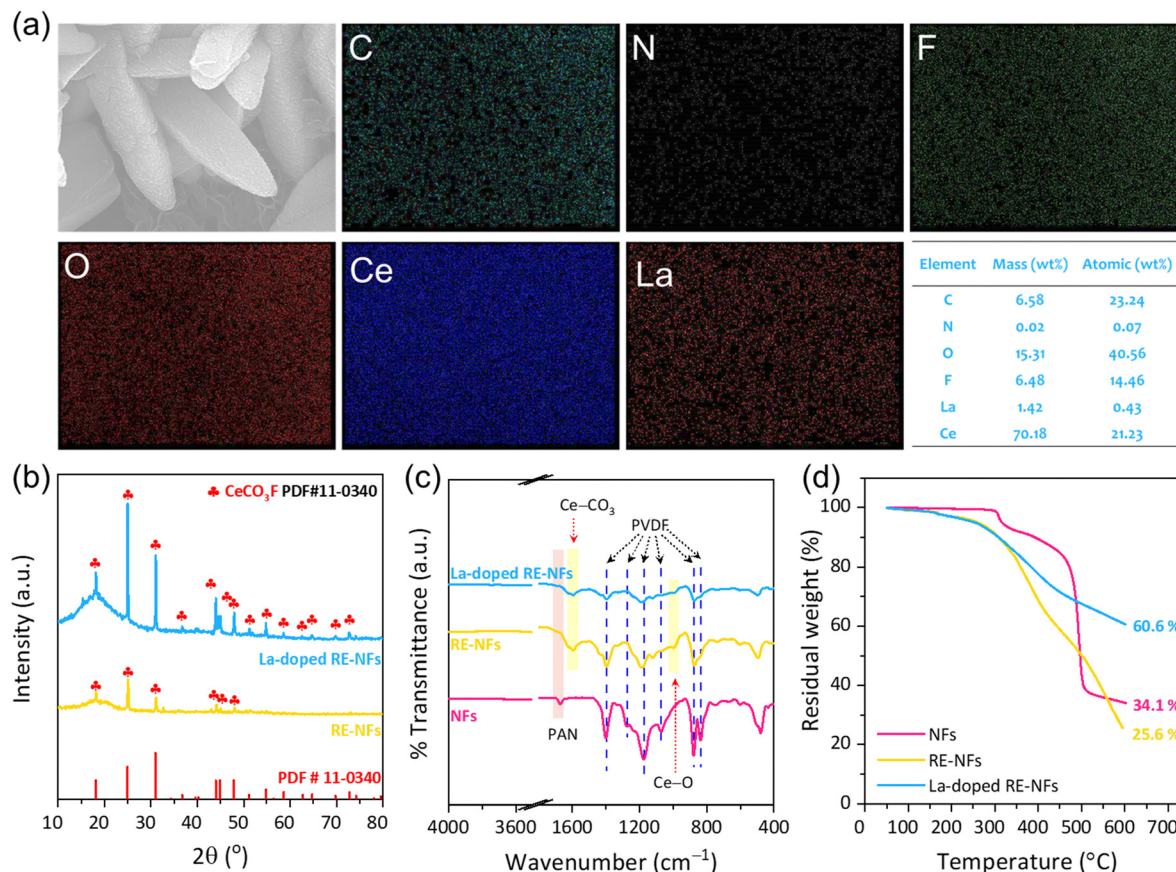 (a)
C
N
F
O
Ce
La
Element Mass (wt%) Atomic (wt%)
C 6.58 23.24
N 0.02 0.07
O 15.31 40.56
F 6.48 14.46
La 1.42 0.43
Ce 70.18 21.23
(b)
♣ CeCO₃F PDF#11-0340
La-doped RE-NFs
RE-NFs
PDF # 11-0340
Intensity (a.u.)
10 20 30 40 50 60 70 80
2θ (°)
(c)
Ce–CO₃
PVDF
La-doped RE-NFs
RE-NFs
NFs
PAN
Ce–O
% Transmittance (a.u.)
4000 3600 1600 1200 800 400
Wavenumber (cm⁻¹)
(d)
100
80
60
40
20
0
Residual weight (%)
60.6 %
34.1 %
25.6 %
NFs
RE-NFs
La-doped RE-NFs
0 100 200 300 400 500 600 700
Temperature (°C)